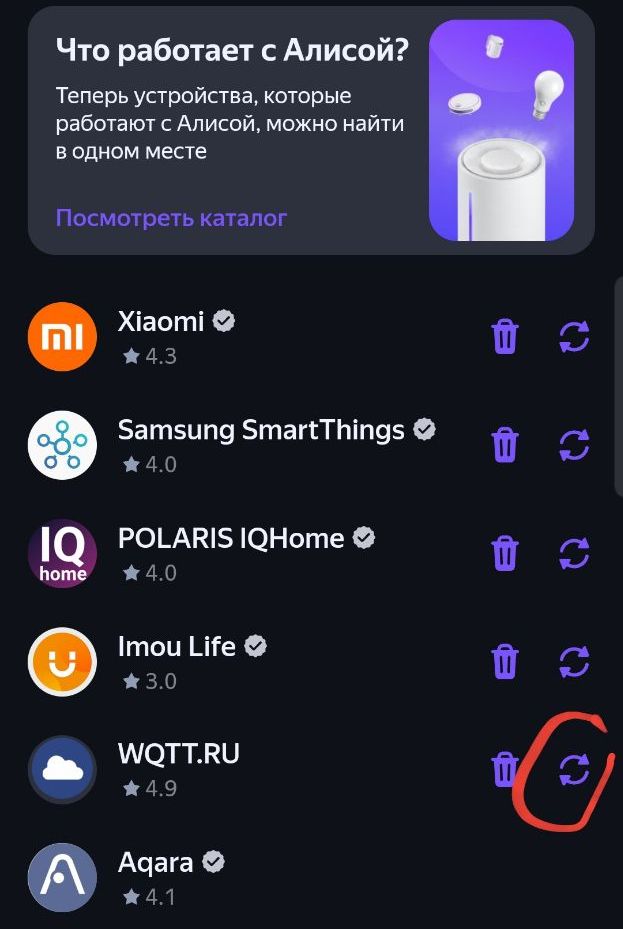 Что работает с Алисой?
Теперь устройства, которые
работают с Алисой, можно найти
в одном месте
Посмотреть каталог
Xiaomi
4.3
Samsung SmartThings
4.0
IQ
home
POLARIS IQHome
4.0
Imou Life
3.0
WQTT.RU
4.9
Aqara
4.1